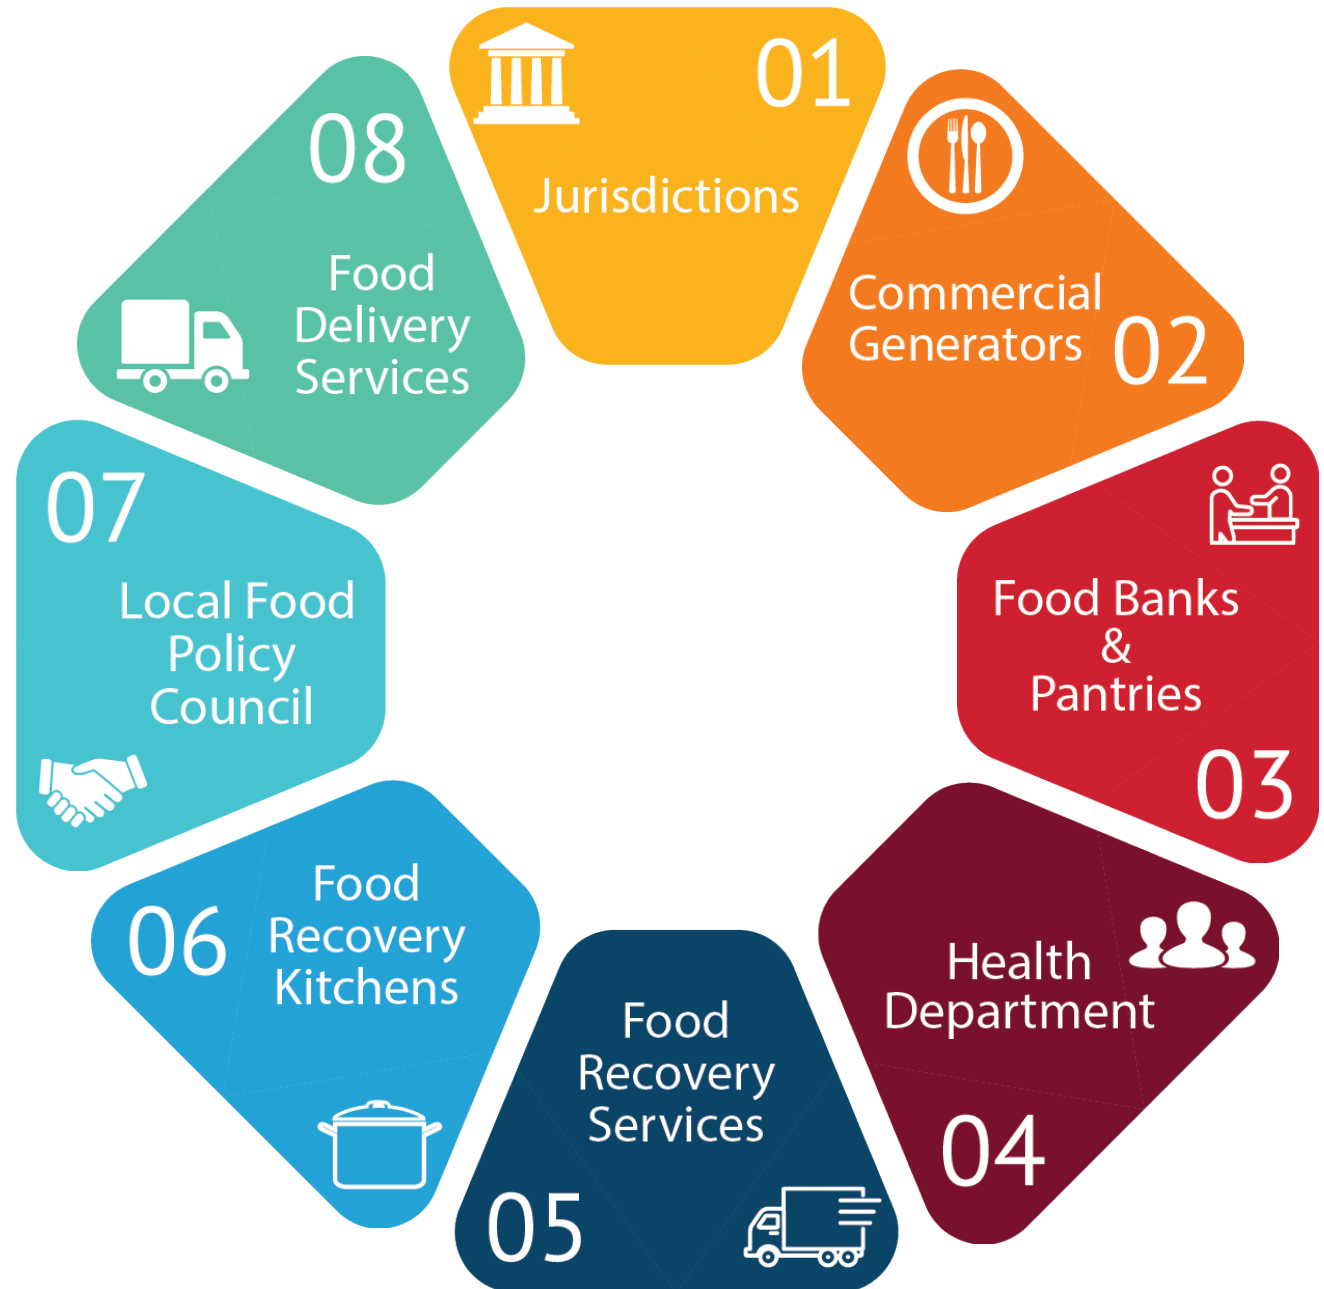 01
Jurisdictions
02
Commercial
Generators
03
Food Banks
&
Pantries
04
Health
Department
05
Food
Recovery
Services
06
Food
Recovery
Kitchens
07
Local Food
Policy
Council
08
Food
Delivery
Services